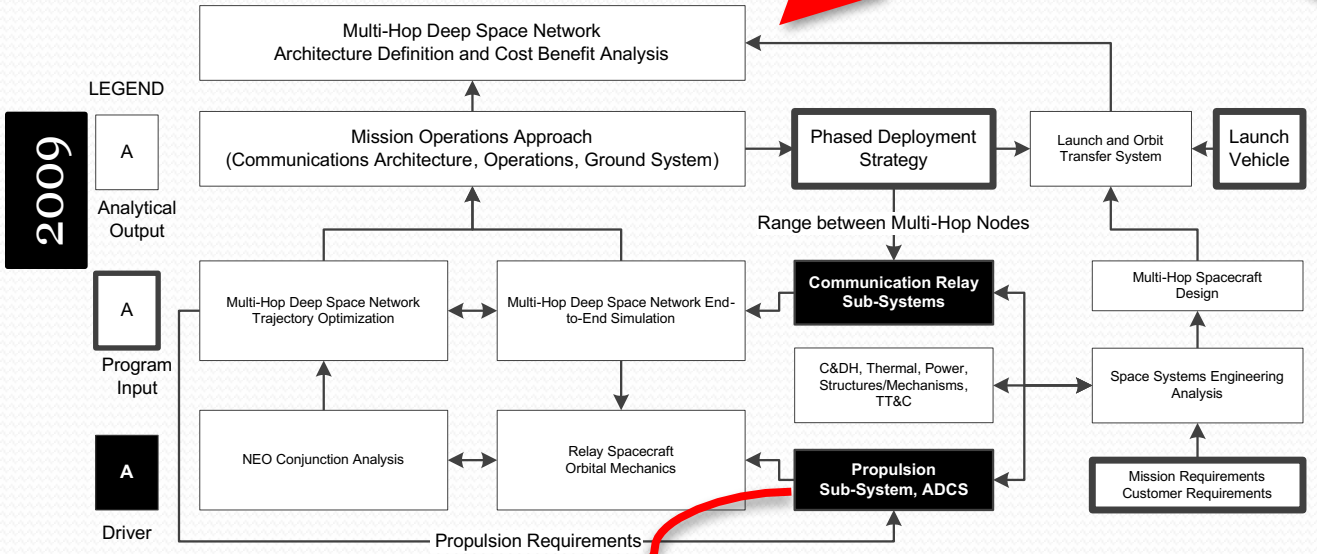 Multi-Hop Deep Space Network
Architecture Definition and Cost Benefit Analysis
LEGEND
2009
A
Analytical
Output
Mission Operations Approach
(Communications Architecture, Operations, Ground System)
Phased Deployment
Strategy
Launch and Orbit
Transfer System
Launch
Vehicle
Range between Multi-Hop Nodes
A
Program
Input
Multi-Hop Deep Space Network
Trajectory Optimization
Multi-Hop Deep Space Network End-
to-End Simulation
Communication Relay
Sub-Systems
Multi-Hop Spacecraft
Design
C&DH, Thermal, Power,
Structures/Mechanisms,
TT&C
Space Systems Engineering
Analysis
A
Driver
NEO Conjunction Analysis
Relay Spacecraft
Orbital Mechanics
Propulsion
Sub-System, ADCS
Mission Requirements
Customer Requirements
Propulsion Requirements